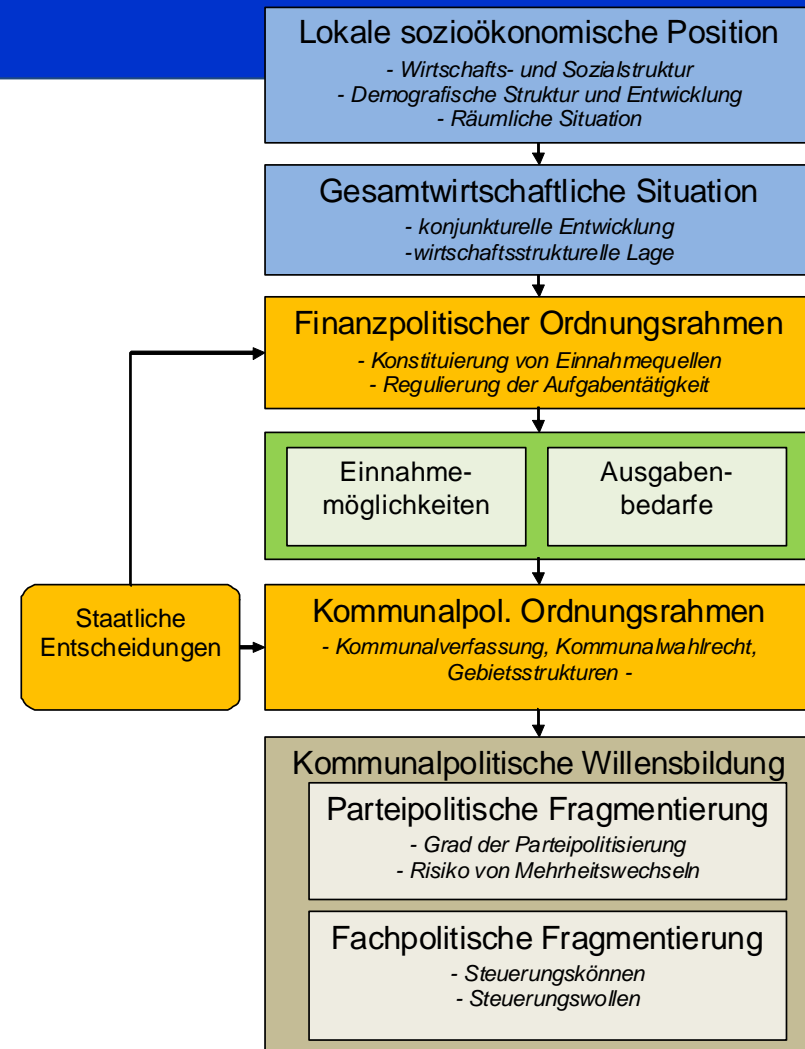 Lokale sozioökonomische Position
- Wirtschafts- und Sozialstruktur
- Demografische Struktur und Entwicklung
- Räumliche Situation
Gesamtwirtschaftliche Situation
- konjunkturelle Entwicklung
-wirtschaftsstrukturelle Lage
Finanzpolitischer Ordnungsrahmen
- Konstituierung von Einnahmequellen
- Regulierung der Aufgabentätigkeit
Einnahme-
möglichkeiten
Ausgaben-
bedarfe
Staatliche
Entscheidungen
Kommunalpol. Ordnungsrahmen
- Kommunalverfassung, Kommunalwahlrecht,
Gebietsstrukturen -
Kommunalpolitische Willensbildung
Parteipolitische Fragmentierung
- Grad der Parteipolitisierung
- Risiko von Mehrheitswechseln
Fachpolitische Fragmentierung
- Steuerungskönnen
- Steuerungswollen